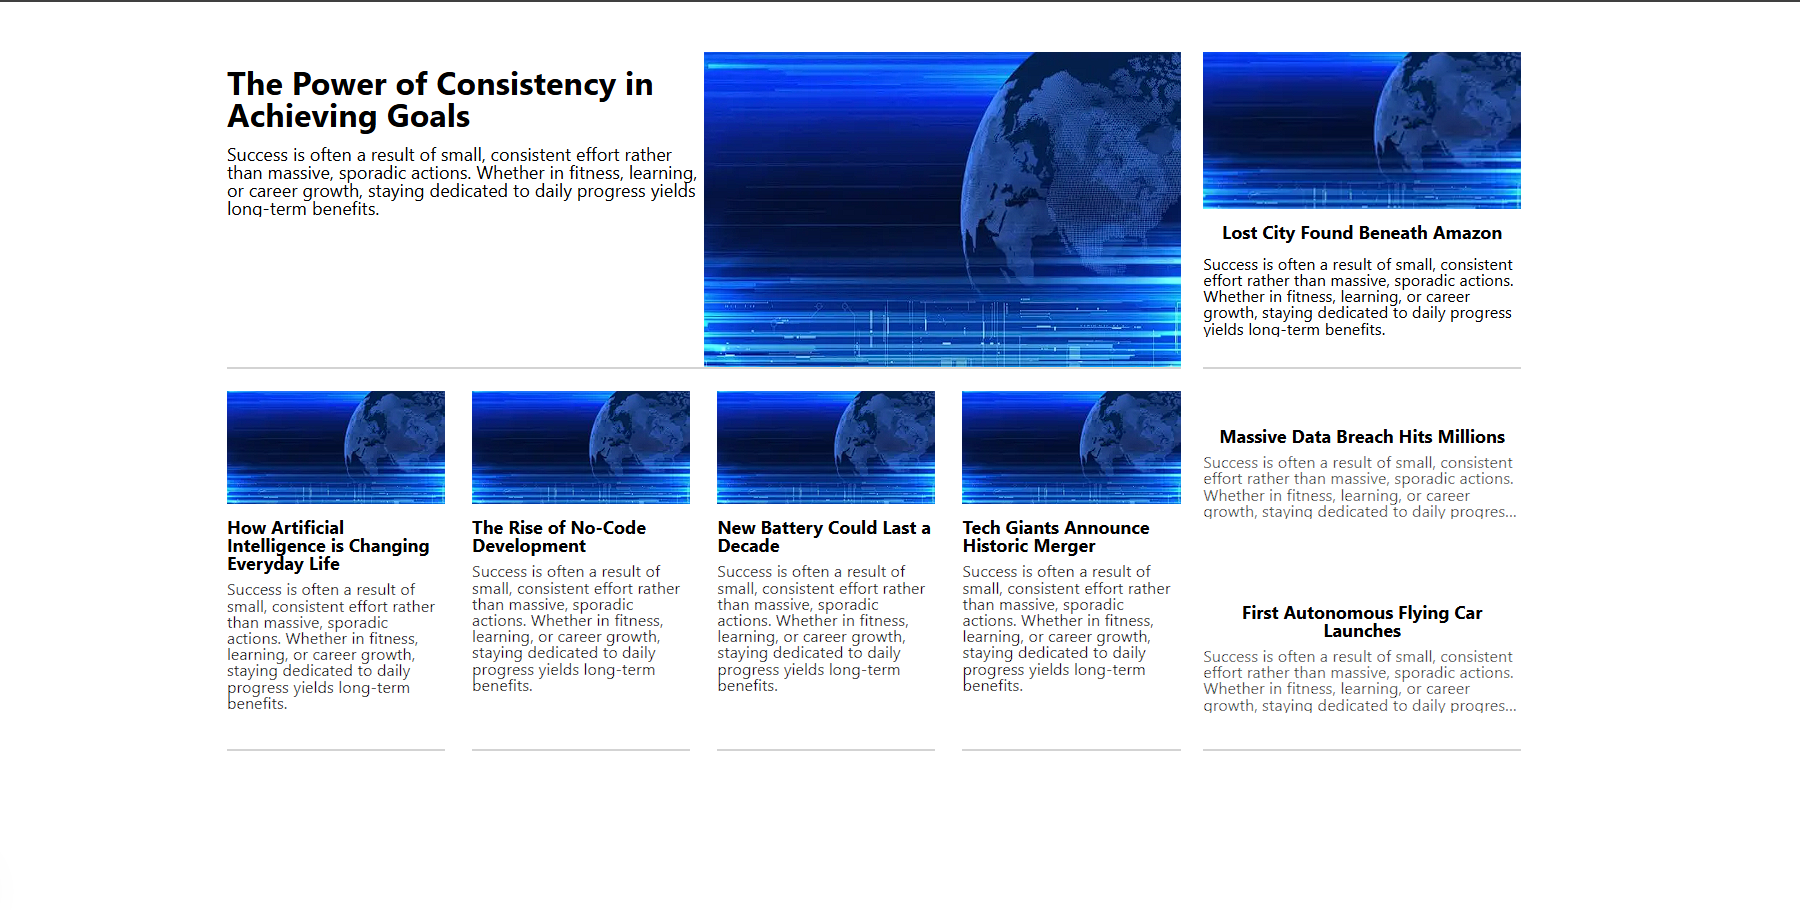 The Power of Consistency in
Achieving Goals
Success is often a result of small, consistent effort rather
than massive, sporadic actions. Whether in fitness, learning,
or career growth, staying dedicated to daily progress yields
long-term benefits.
Lost City Found Beneath Amazon
Success is often a result of small, consistent
effort rather than massive, sporadic actions.
Whether in fitness, learning, or career
growth, staying dedicated to daily progress
yields long-term benefits.
How Artificial
Intelligence is Changing
Everyday Life
Success is often a result of
small, consistent effort rather
than massive, sporadic
actions. Whether in fitness,
learning, or career growth,
staying dedicated to daily
progress yields long-term
benefits.
The Rise of No-Code
Development
Success is often a result of
small, consistent effort rather
than massive, sporadic
actions. Whether in fitness,
learning, or career growth,
staying dedicated to daily
progress yields long-term
benefits.
New Battery Could Last a
Decade
Success is often a result of
small, consistent effort rather
than massive, sporadic
actions. Whether in fitness,
learning, or career growth,
staying dedicated to daily
progress yields long-term
benefits.
Tech Giants Announce
Historic Merger
Success is often a result of
small, consistent effort rather
than massive, sporadic
actions. Whether in fitness,
learning, or career growth,
staying dedicated to daily
progress yields long-term
benefits.
Massive Data Breach Hits Millions
Success is often a result of small, consistent
effort rather than massive, sporadic actions.
Whether in fitness, learning, or career
growth, staying dedicated to daily progres...
First Autonomous Flying Car
Launches
Success is often a result of small, consistent
effort rather than massive, sporadic actions.
Whether in fitness, learning, or career
growth, staying dedicated to daily progres...